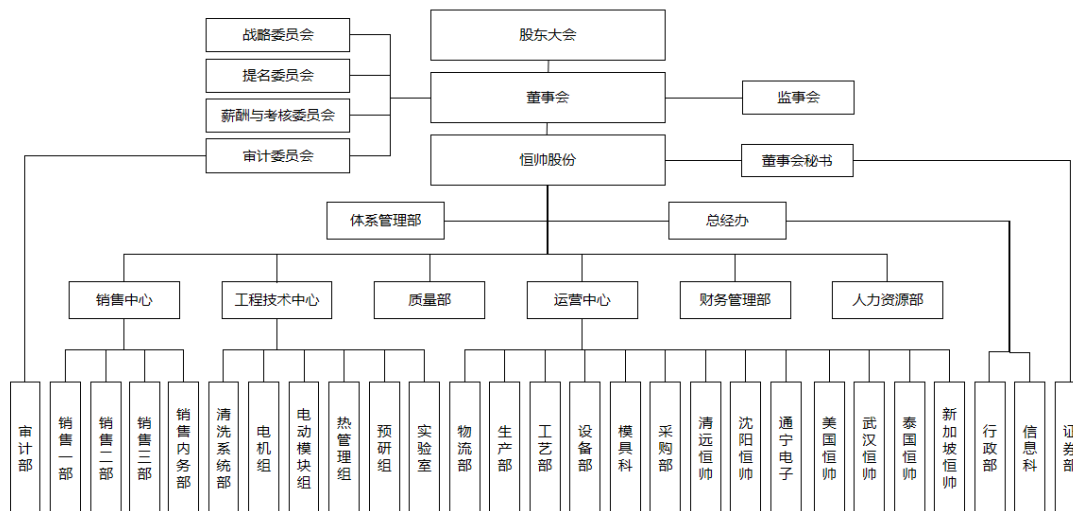 战略委员会
股东大会
提名委员会
董事会
监事会
薪酬与考核委员会
审计委员会
恒帅股份
董事会秘书
体系管理部
总经办
销售中心
工程技术中心
质量部
运营中心
财务管理部
人力资源部
审计部
销售一部
销售二部
销售三部
销售内务部
清洗系统部
电机组
电动模块组
热管理组
预研组
实验室
物流部
生产部
工艺部
设备部
模具科
采购部
清远恒帅
沈阳恒帅
通宁电子
美国恒帅
武汉恒帅
泰国恒帅
新加坡恒帅
行政部
信息科
证券部